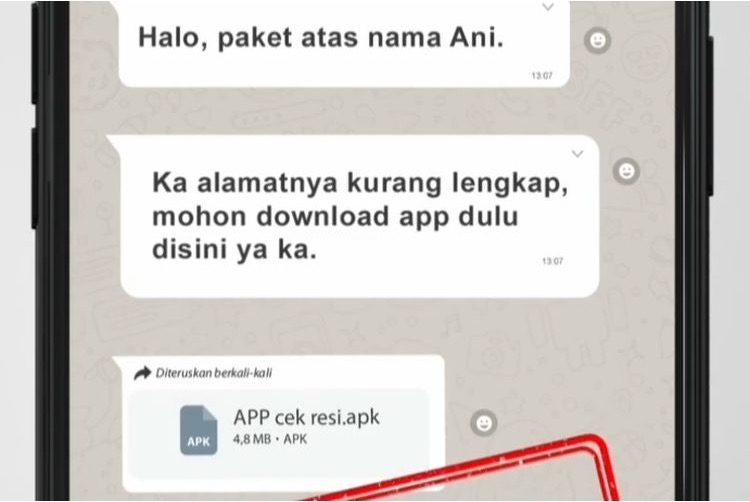 Halo, paket atas nama Ani.
13.07
Ka alamatnya kurang lengkap,
mohon download app dulu
disini ya ka.
13.07
Diteruskan berkali-kali
APP cek resi.apk
APK
4,8 MB • APK